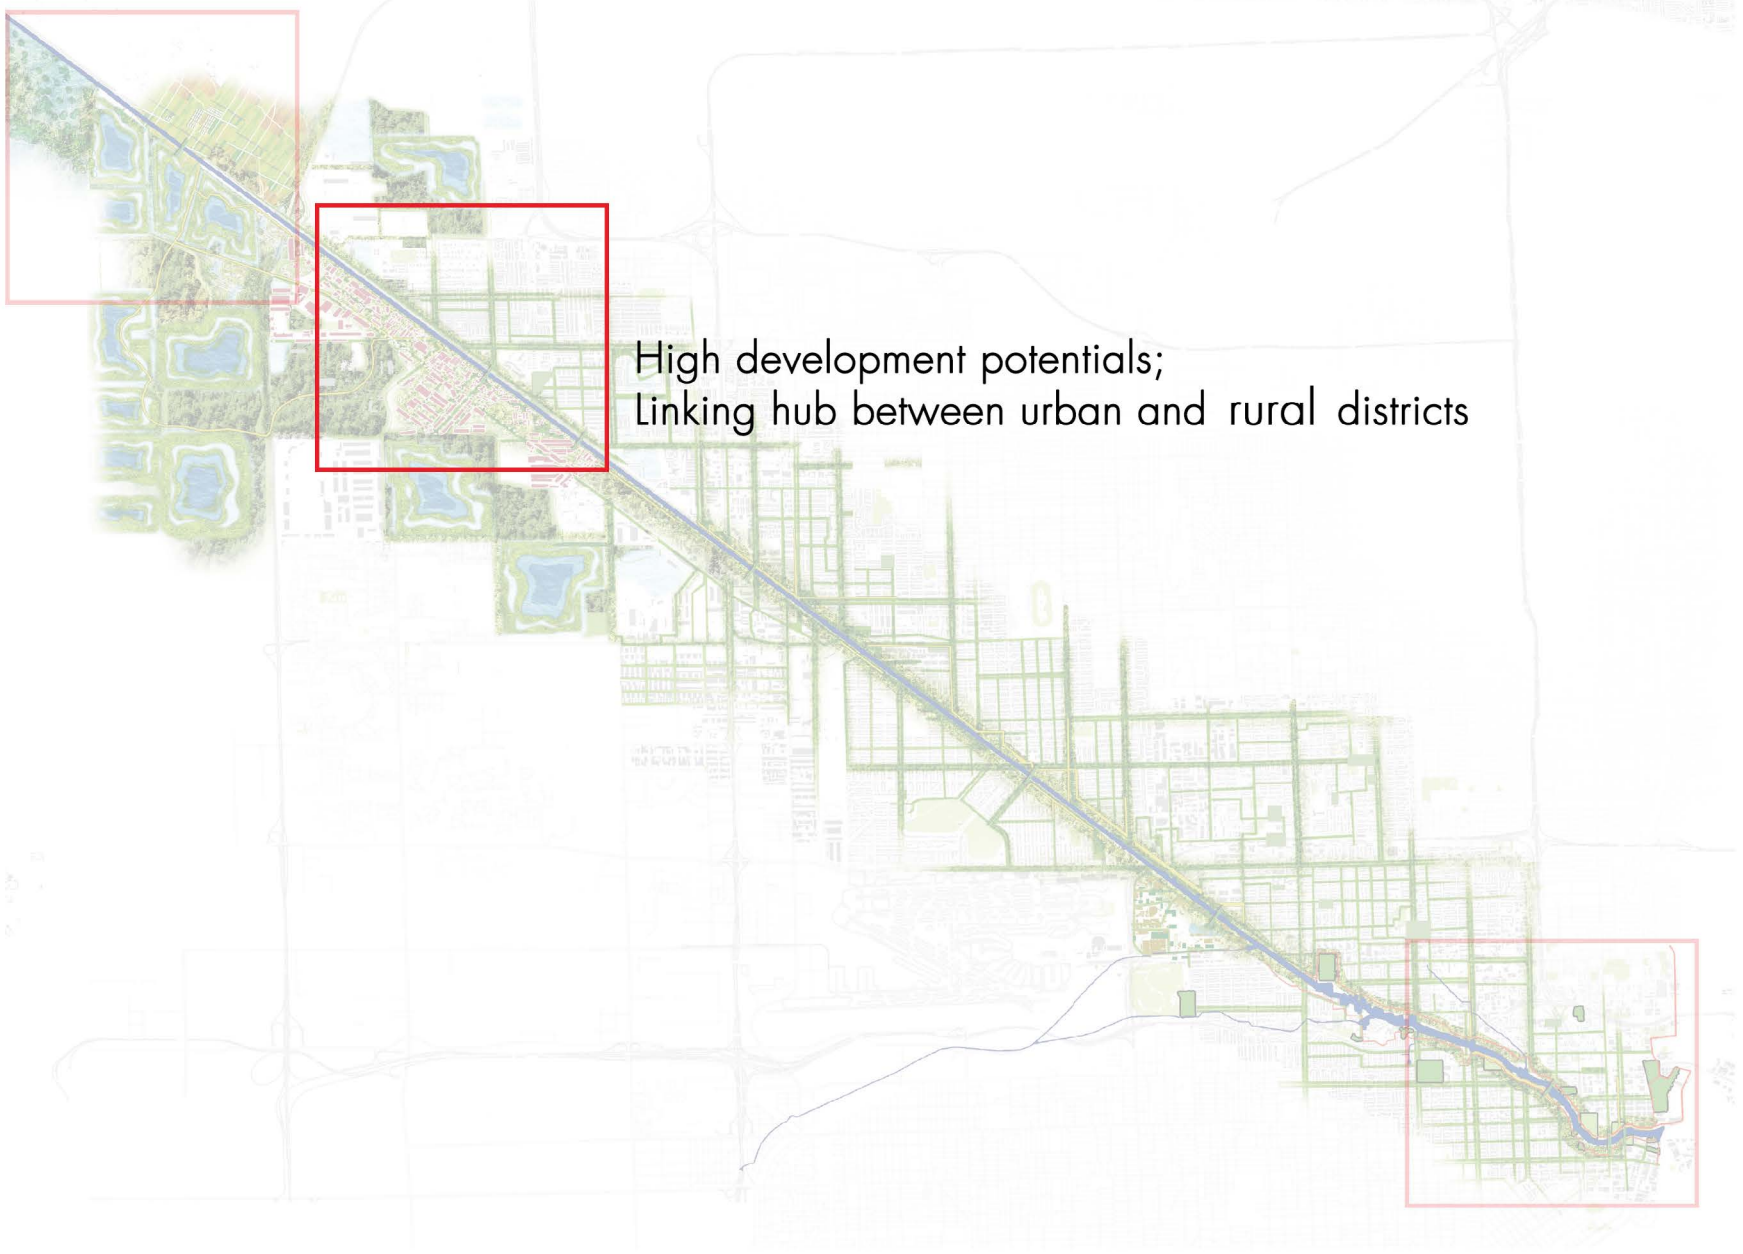 High development potentials;
Linking hub between urban and rural districts